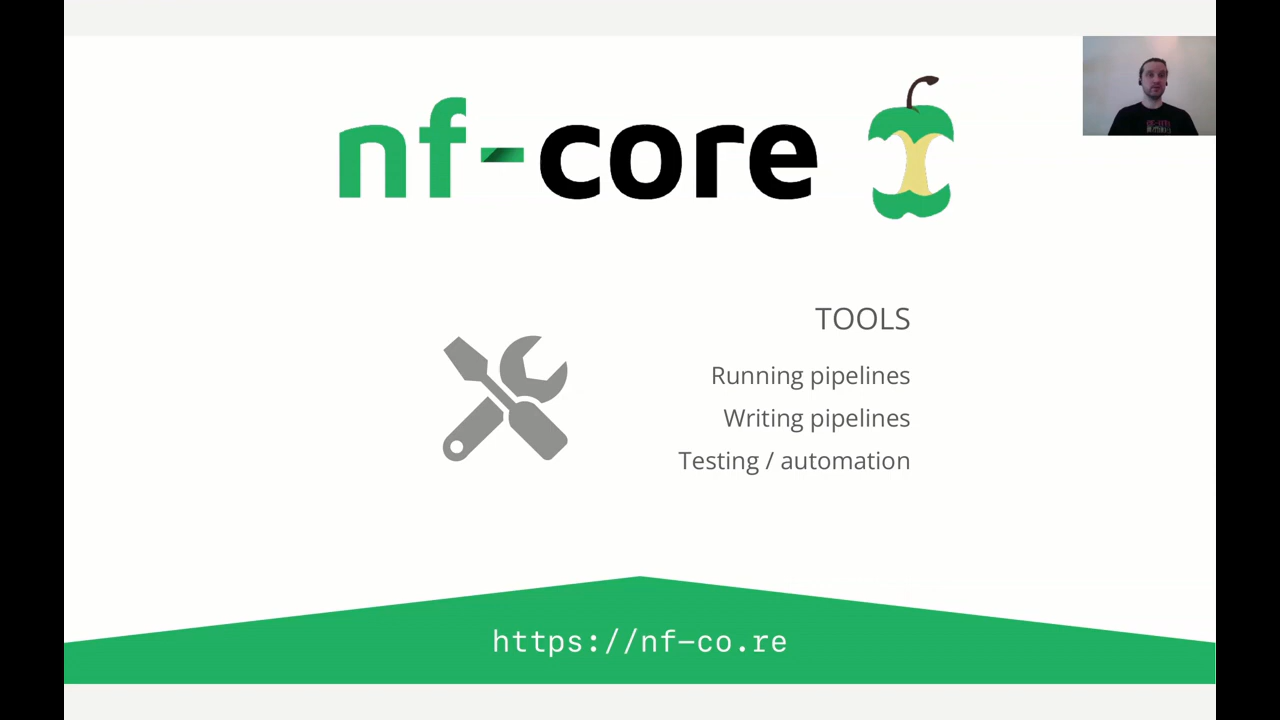 nf-core
TOOLS
Running pipelines
Writing pipelines
Testing / automation
https://nf-co.re